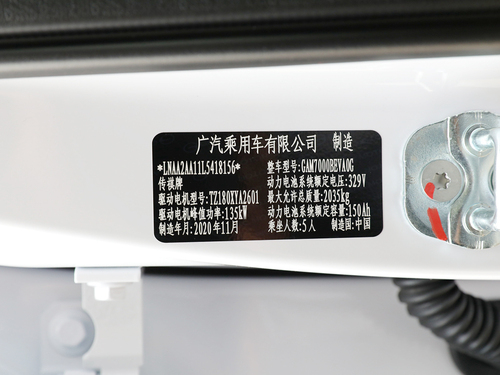 广汽乘用车有限公司 制造
*LNAA2AA11L5418156* 整车型号:GAM7000BEVA0G
传祺牌 动力电池系统额定电压:329V
驱动电机型号:TZ180XYA2601 最大允许总质量:2035kg
驱动电机峰值功率:135kW 动力电池系统额定容量:150Ah
制造年月:2020年11月 乘坐人数:5人 制造国:中国